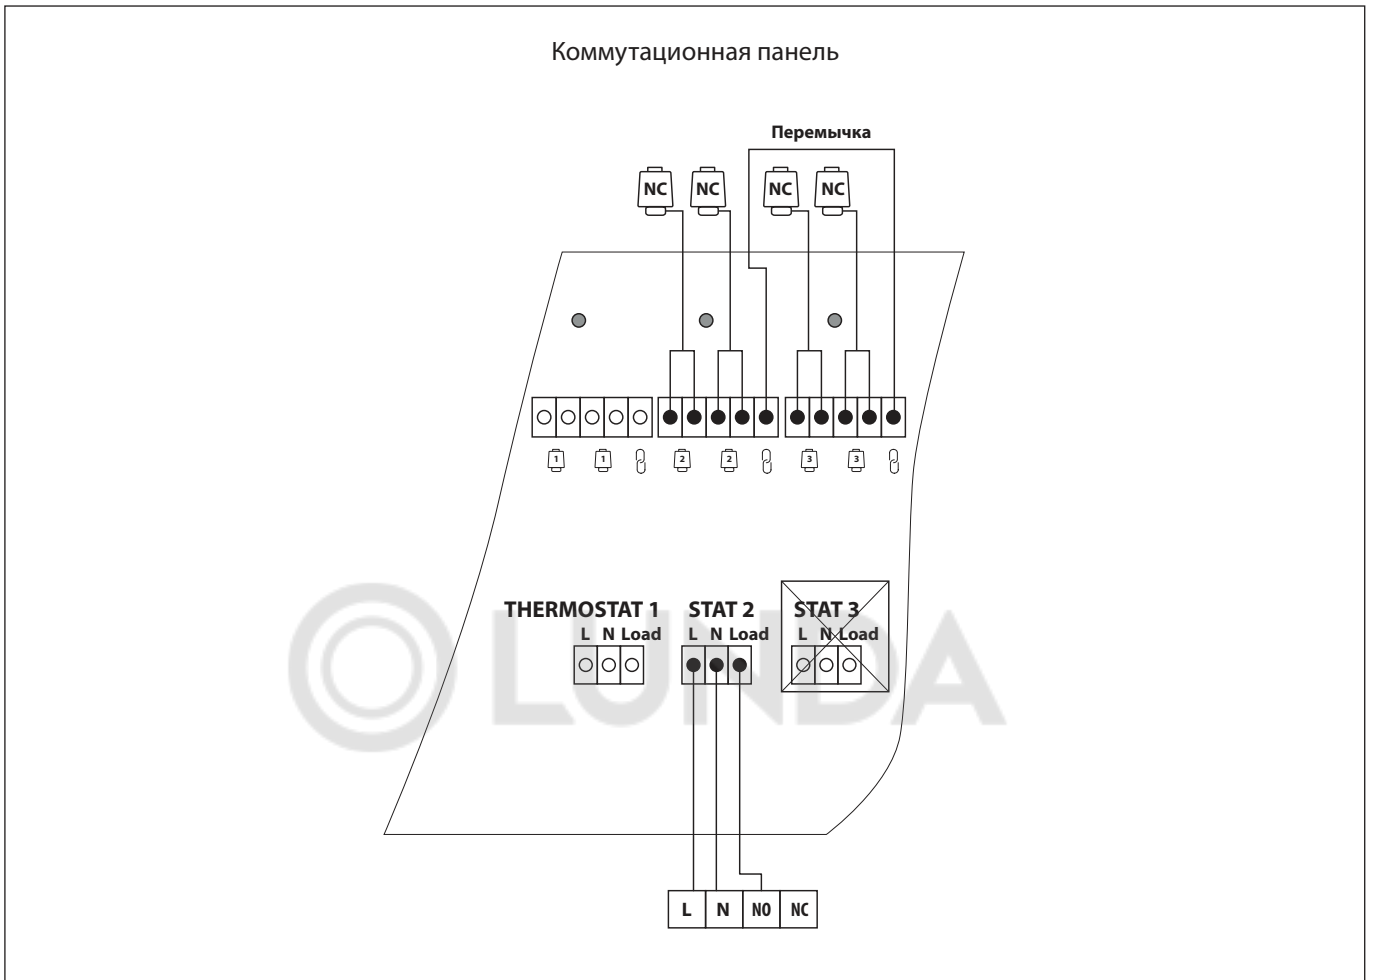 Коммутационная панель
Перемычка
NC NC NC NC
1 1 2 2 3 3
THERMOSTAT 1 STAT 2 STAT 3
L N Load L N Load L N Load
LUNDA
L N NO NC